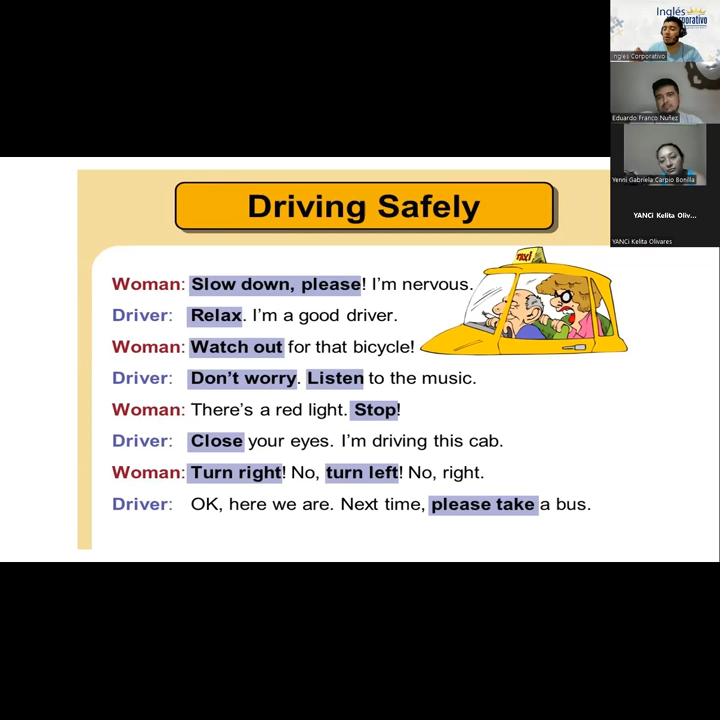 Inglés
Corporativo
Inglés Corporativo
Eduardo Franco Nuñez
Yenni Gabriela Carpio Bonilla
YANCi Kelita Oliv...
YANCi Kelita Olivares
Driving Safely
TAXI
Woman: Slow down, please! I'm nervous.
Driver: Relax. I'm a good driver.
Woman: Watch out for that bicycle!
Driver: Don't worry. Listen to the music.
Woman: There's a red light. Stop!
Driver: Close your eyes. I'm driving this cab.
Woman: Turn right! No, turn left! No, right.
Driver: OK, here we are. Next time, please take a bus.